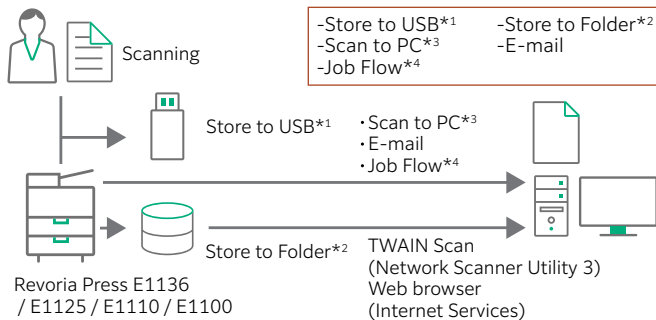 Scanning
-Store to USB*1 -Store to Folder*2
-Scan to PC*3 -E-mail
-Job Flow*4
Store to USB*1
・Scan to PC*3
・E-mail
・Job Flow*4
Store to Folder*2
TWAIN Scan
(Network Scanner Utility 3)
Web browser
(Internet Services)
Revoria Press E1136
/ E1125 / E1110 / E1100